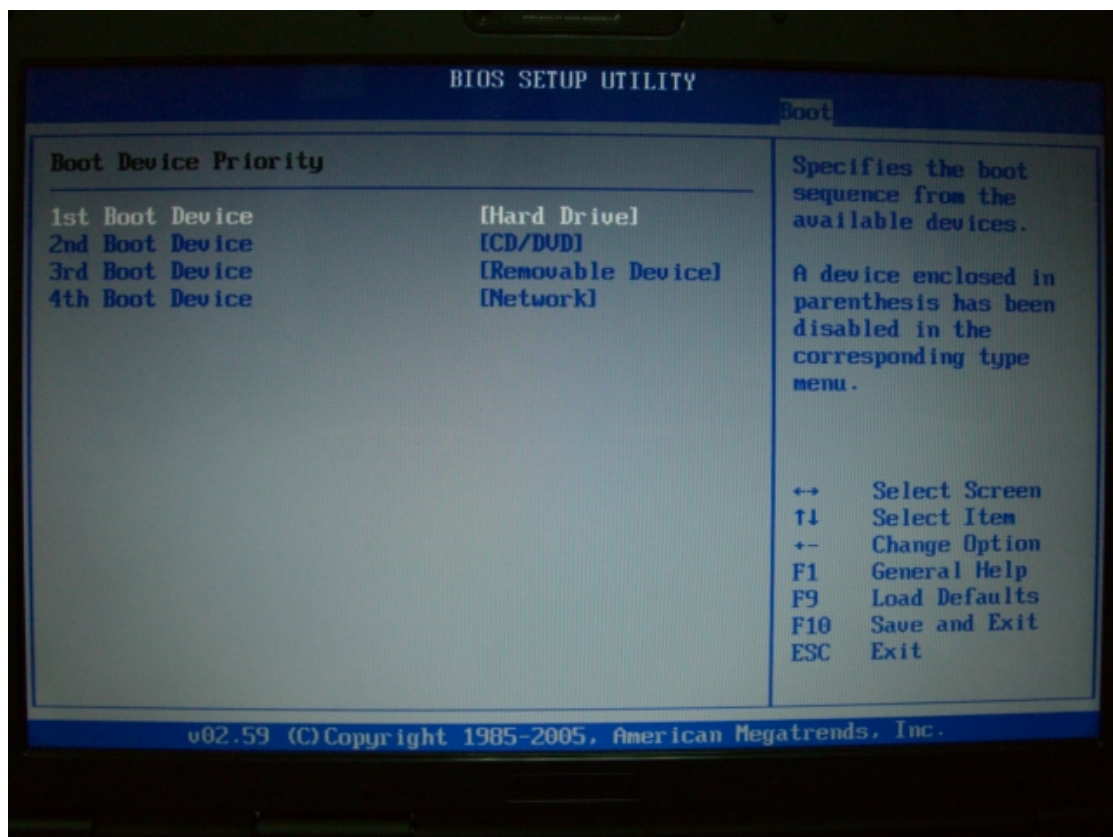 BIOS SETUP UTILITY
Boot
Boot Device Priority
1st Boot Device [Hard Drive]
2nd Boot Device [CD/DVD]
3rd Boot Device [Removable Device]
4th Boot Device [Network]
Specifies the boot
sequence from the
available devices.
A device enclosed in
parenthesis has been
disabled in the
corresponding type
menu.
←→ Select Screen
↑↓ Select Item
+- Change Option
F1 General Help
F9 Load Defaults
F10 Save and Exit
ESC Exit
v02.59 (C)Copyright 1985-2005, American Megatrends, Inc.